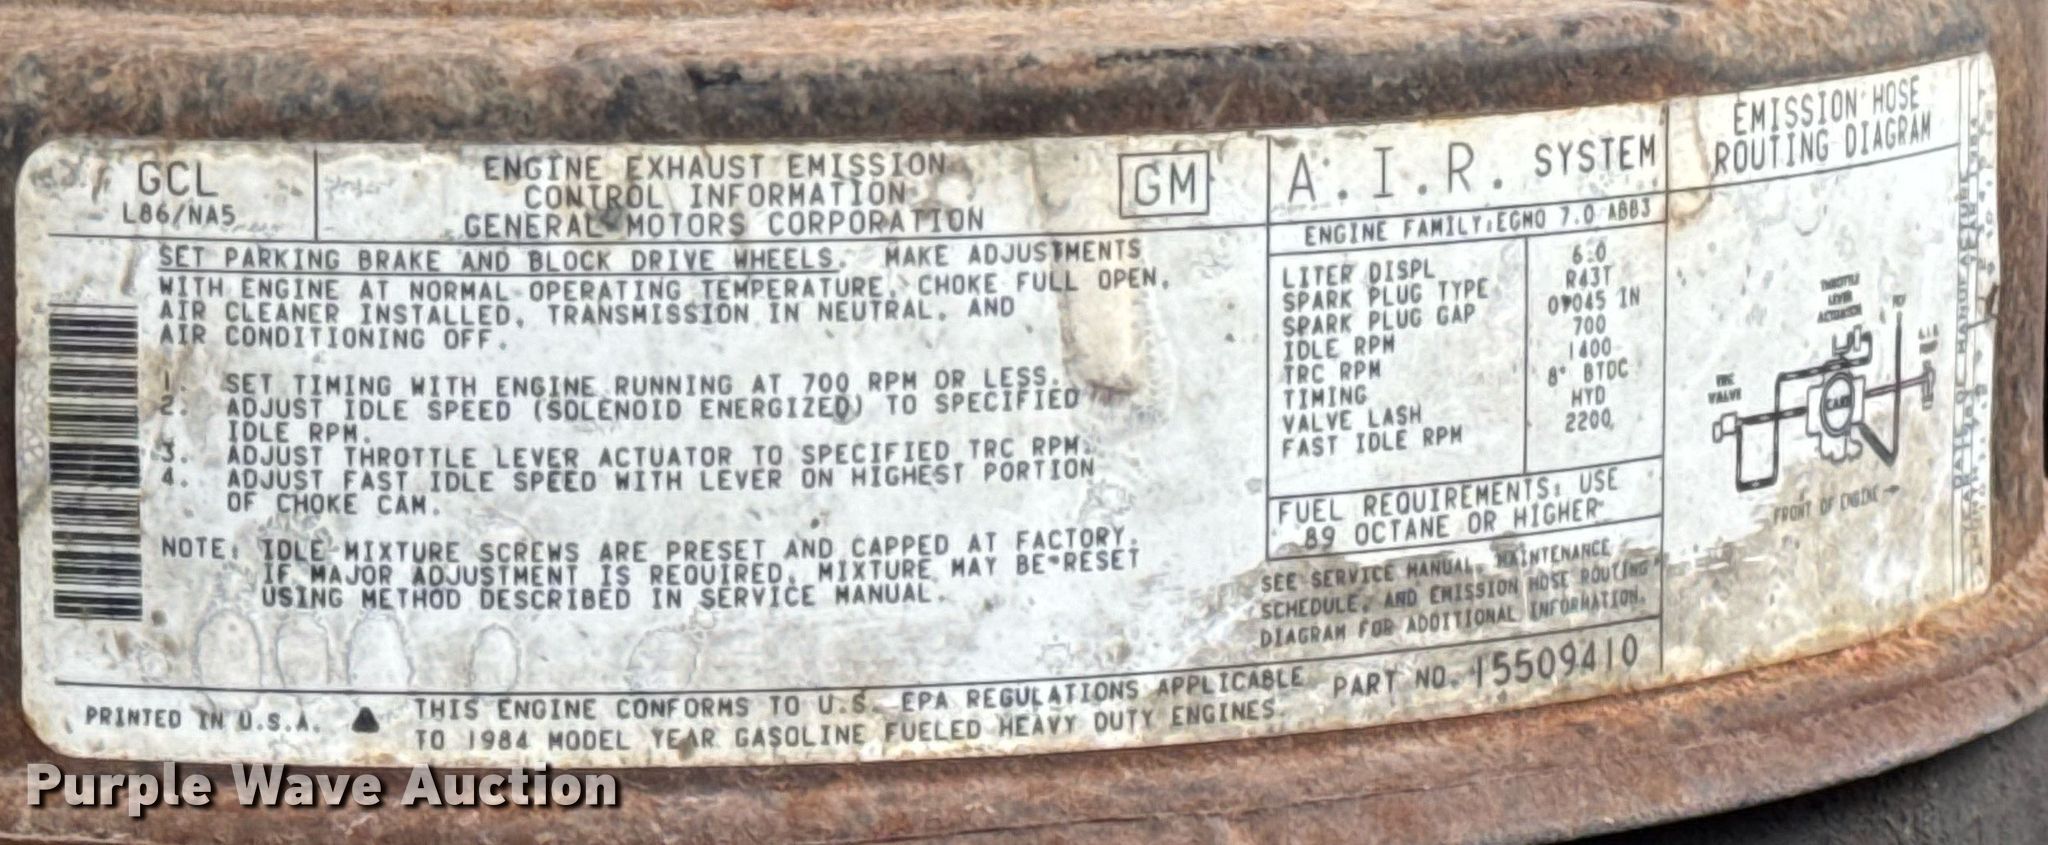 GCL
L86/NA5
ENGINE EXHAUST EMISSION
CONTROL INFORMATION
GENERAL MOTORS CORPORATION
GM
SET PARKING BRAKE AND BLOCK DRIVE WHEELS. MAKE ADJUSTMENTS
WITH ENGINE AT NORMAL OPERATING TEMPERATURE, CHOKE FULL OPEN,
AIR CLEANER INSTALLED, TRANSMISSION IN NEUTRAL, AND
AIR CONDITIONING OFF.
1. SET TIMING WITH ENGINE RUNNING AT 700 RPM OR LESS.
2. ADJUST IDLE SPEED (SOLENOID ENERGIZED) TO SPECIFIED
IDLE RPM.
3. ADJUST THROTTLE LEVER ACTUATOR TO SPECIFIED TRC RPM.
4. ADJUST FAST IDLE SPEED WITH LEVER ON HIGHEST PORTION
OF CHOKE CAM.
NOTE: IDLE MIXTURE SCREWS ARE PRESET AND CAPPED AT FACTORY.
IF MAJOR ADJUSTMENT IS REQUIRED, MIXTURE MAY BE RESET
USING METHOD DESCRIBED IN SERVICE MANUAL.
PRINTED IN U.S.A.
THIS ENGINE CONFORMS TO U.S. EPA REGULATIONS APPLICABLE
TO 1984 MODEL YEAR GASOLINE FUELED HEAVY DUTY ENGINES.
A.I.R. SYSTEM
ENGINE FAMILY: EGM0 7.0 ABB3
LITER DISPL 6.0
SPARK PLUG TYPE R43T
SPARK PLUG GAP 0.045 IN
IDLE RPM 700
TRC RPM 1400
TIMING 8° BTDC
VALVE LASH HYD
FAST IDLE RPM 2200
FUEL REQUIREMENTS: USE
89 OCTANE OR HIGHER
SEE SERVICE MANUAL, MAINTENANCE
SCHEDULE, AND EMISSION HOSE ROUTING
DIAGRAM FOR ADDITIONAL INFORMATION.
PART NO. 15509410
EMISSION HOSE
ROUTING DIAGRAM
THROTTLE
LEVER
ACTUATOR
VALVE
CARB
FRONT OF ENGINE
Purple Wave Auction